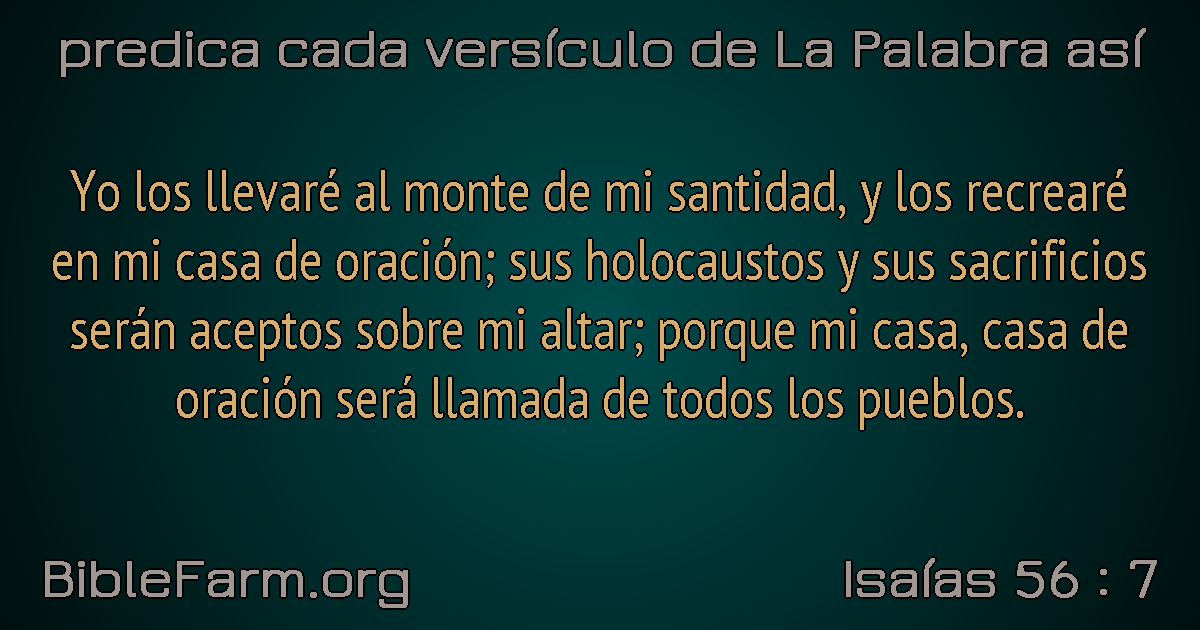 predica cada versículo de La Palabra así
Yo los llevaré al monte de mi santidad, y los recrearé
en mi casa de oración; sus holocaustos y sus sacrificios
serán aceptos sobre mi altar; porque mi casa, casa de
oración será llamada de todos los pueblos.
BibleFarm.org
Isaías 56 : 7